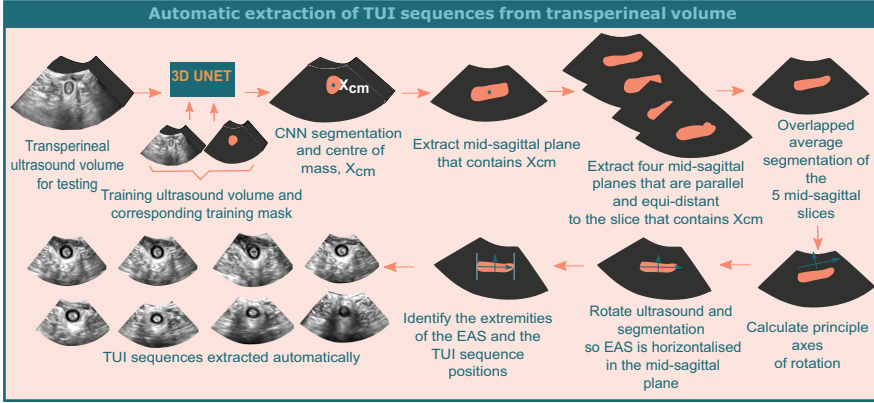 Automatic extraction of TUI sequences from transperineal volume
3D UNET
Xcm
Transperineal
ultrasound volume
for testing
Training ultrasound volume and
corresponding training mask
CNN segmentation
and centre of
mass, Xcm
Extract mid-sagittal plane
that contains Xcm
Extract four mid-sagittal
planes that are parallel
and equi-distant
to the slice that contains Xcm
Overlapped
average
segmentation of
the
5 mid-sagittal
slices
Calculate principle
axes
of rotation
Rotate ultrasound and
segmentation
so EAS is horizontalised
in the mid-sagittal
plane
Identify the extremities
of the EAS and the
TUI sequence
positions
TUI sequences extracted automatically